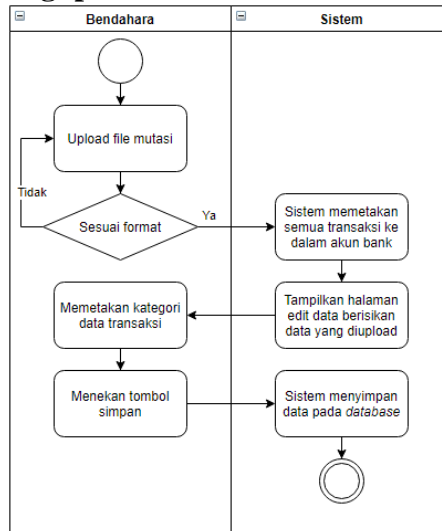 Bendahara
Sistem
Upload file mutasi
Tidak
Sesuai format
Ya
Sistem memetakan
semua transaksi ke
dalam akun bank
Memetakan kategori
data transaksi
Tampilkan halaman
edit data berisikan
data yang diupload
Menekan tombol
simpan
Sistem menyimpan
data pada database